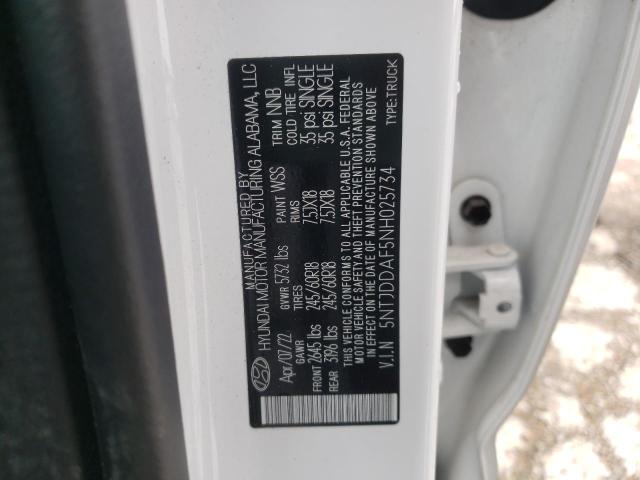 MANUFACTURED BY
HYUNDAI MOTOR MANUFACTURING ALABAMA, LLC
Apr/07/22 GVWR 5732 lbs PAINT WSS TRIM NNB
GAWR TIRES RIMS COLD TIRE INFL
FRONT 2645 lbs 245/60R18 7.5JX18 35 psi SINGLE
REAR 3196 lbs 245/60R18 7.5JX18 35 psi SINGLE
THIS VEHICLE CONFORMS TO ALL APPLICABLE U.S.A. FEDERAL
MOTOR VEHICLE SAFETY AND THEFT PREVENTION STANDARDS
IN EFFECT ON THE DATE OF MANUFACTURE SHOWN ABOVE
V.I.N 5NTJDDAF5NH025734 TYPE:TRUCK